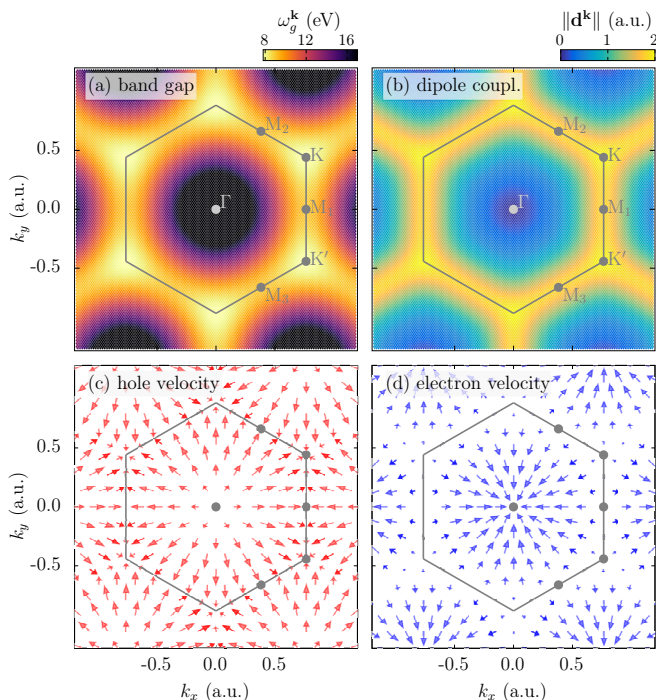 ω_g^k (eV)
8 12 16
‖d^k‖ (a.u.)
0 1 2
(a) band gap
M2
K
Γ
M1
K′
M3
(b) dipole coupl.
M2
K
Γ
M1
K′
M3
k_y (a.u.)
0.5
0.0
-0.5
(c) hole velocity
(d) electron velocity
k_y (a.u.)
0.5
0.0
-0.5
-0.5 0.0 0.5
k_x (a.u.)
-0.5 0.0 0.5
k_x (a.u.)